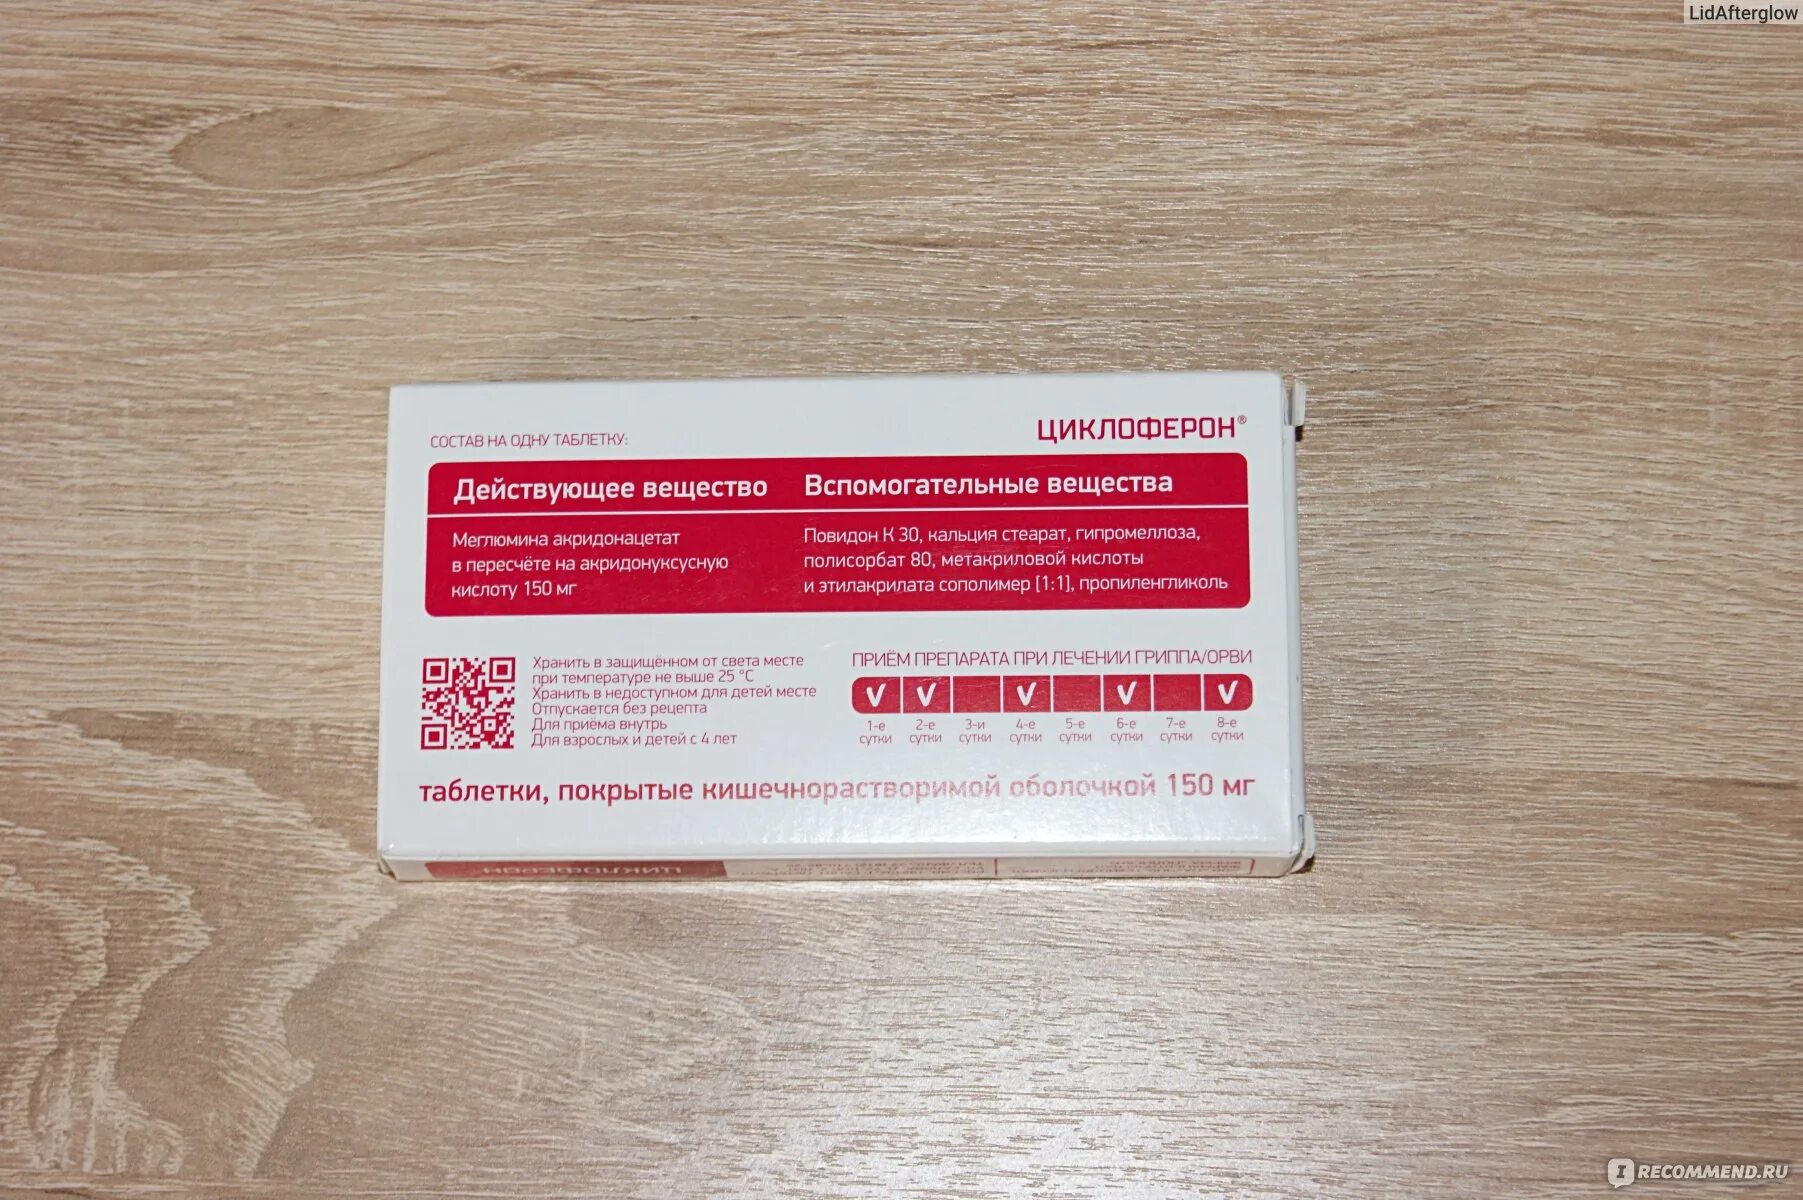 LidAfterglow
СОСТАВ НА ОДНУ ТАБЛЕТКУ:
ЦИКЛОФЕРОН®
Действующее вещество
Вспомогательные вещества
Меглюмина акридонацетат
в пересчёте на акридонуксусную
кислоту 150 мг
Повидон К 30, кальция стеарат, гипромеллоза,
полисорбат 80, метакриловой кислоты
и этилакрилата сополимер [1:1], пропиленгликоль
Хранить в защищённом от света месте
при температуре не выше 25 °C
Хранить в недоступном для детей месте
Отпускается без рецепта
Для приёма внутрь
Для взрослых и детей с 4 лет
ПРИЁМ ПРЕПАРАТА ПРИ ЛЕЧЕНИИ ГРИППА/ОРВИ
1-е сутки
2-е сутки
3-и сутки
4-е сутки
5-е сутки
6-е сутки
7-е сутки
8-е сутки
таблетки, покрытые кишечнорастворимой оболочкой 150 мг
ЦИКЛОФЕРОН
RECOMMEND.RU